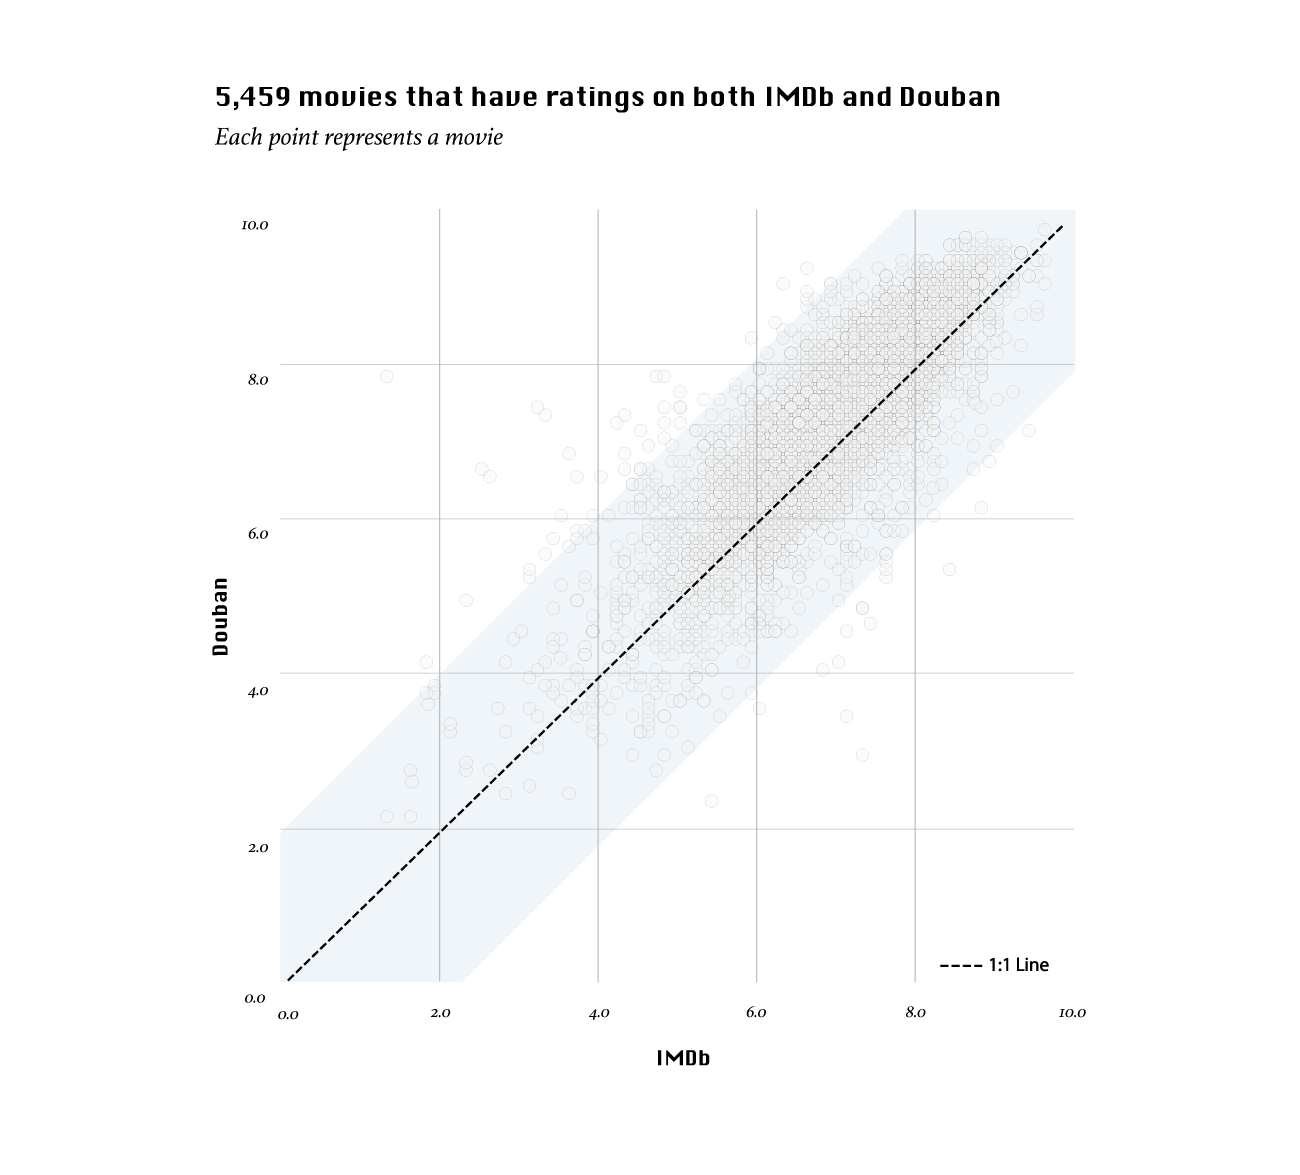 5,459 movies that have ratings on both IMDb and Douban
Each point represents a movie
10.0
8.0
6.0
4.0
2.0
0.0
Douban
1:1 Line
0.0 2.0 4.0 6.0 8.0 10.0
IMDb